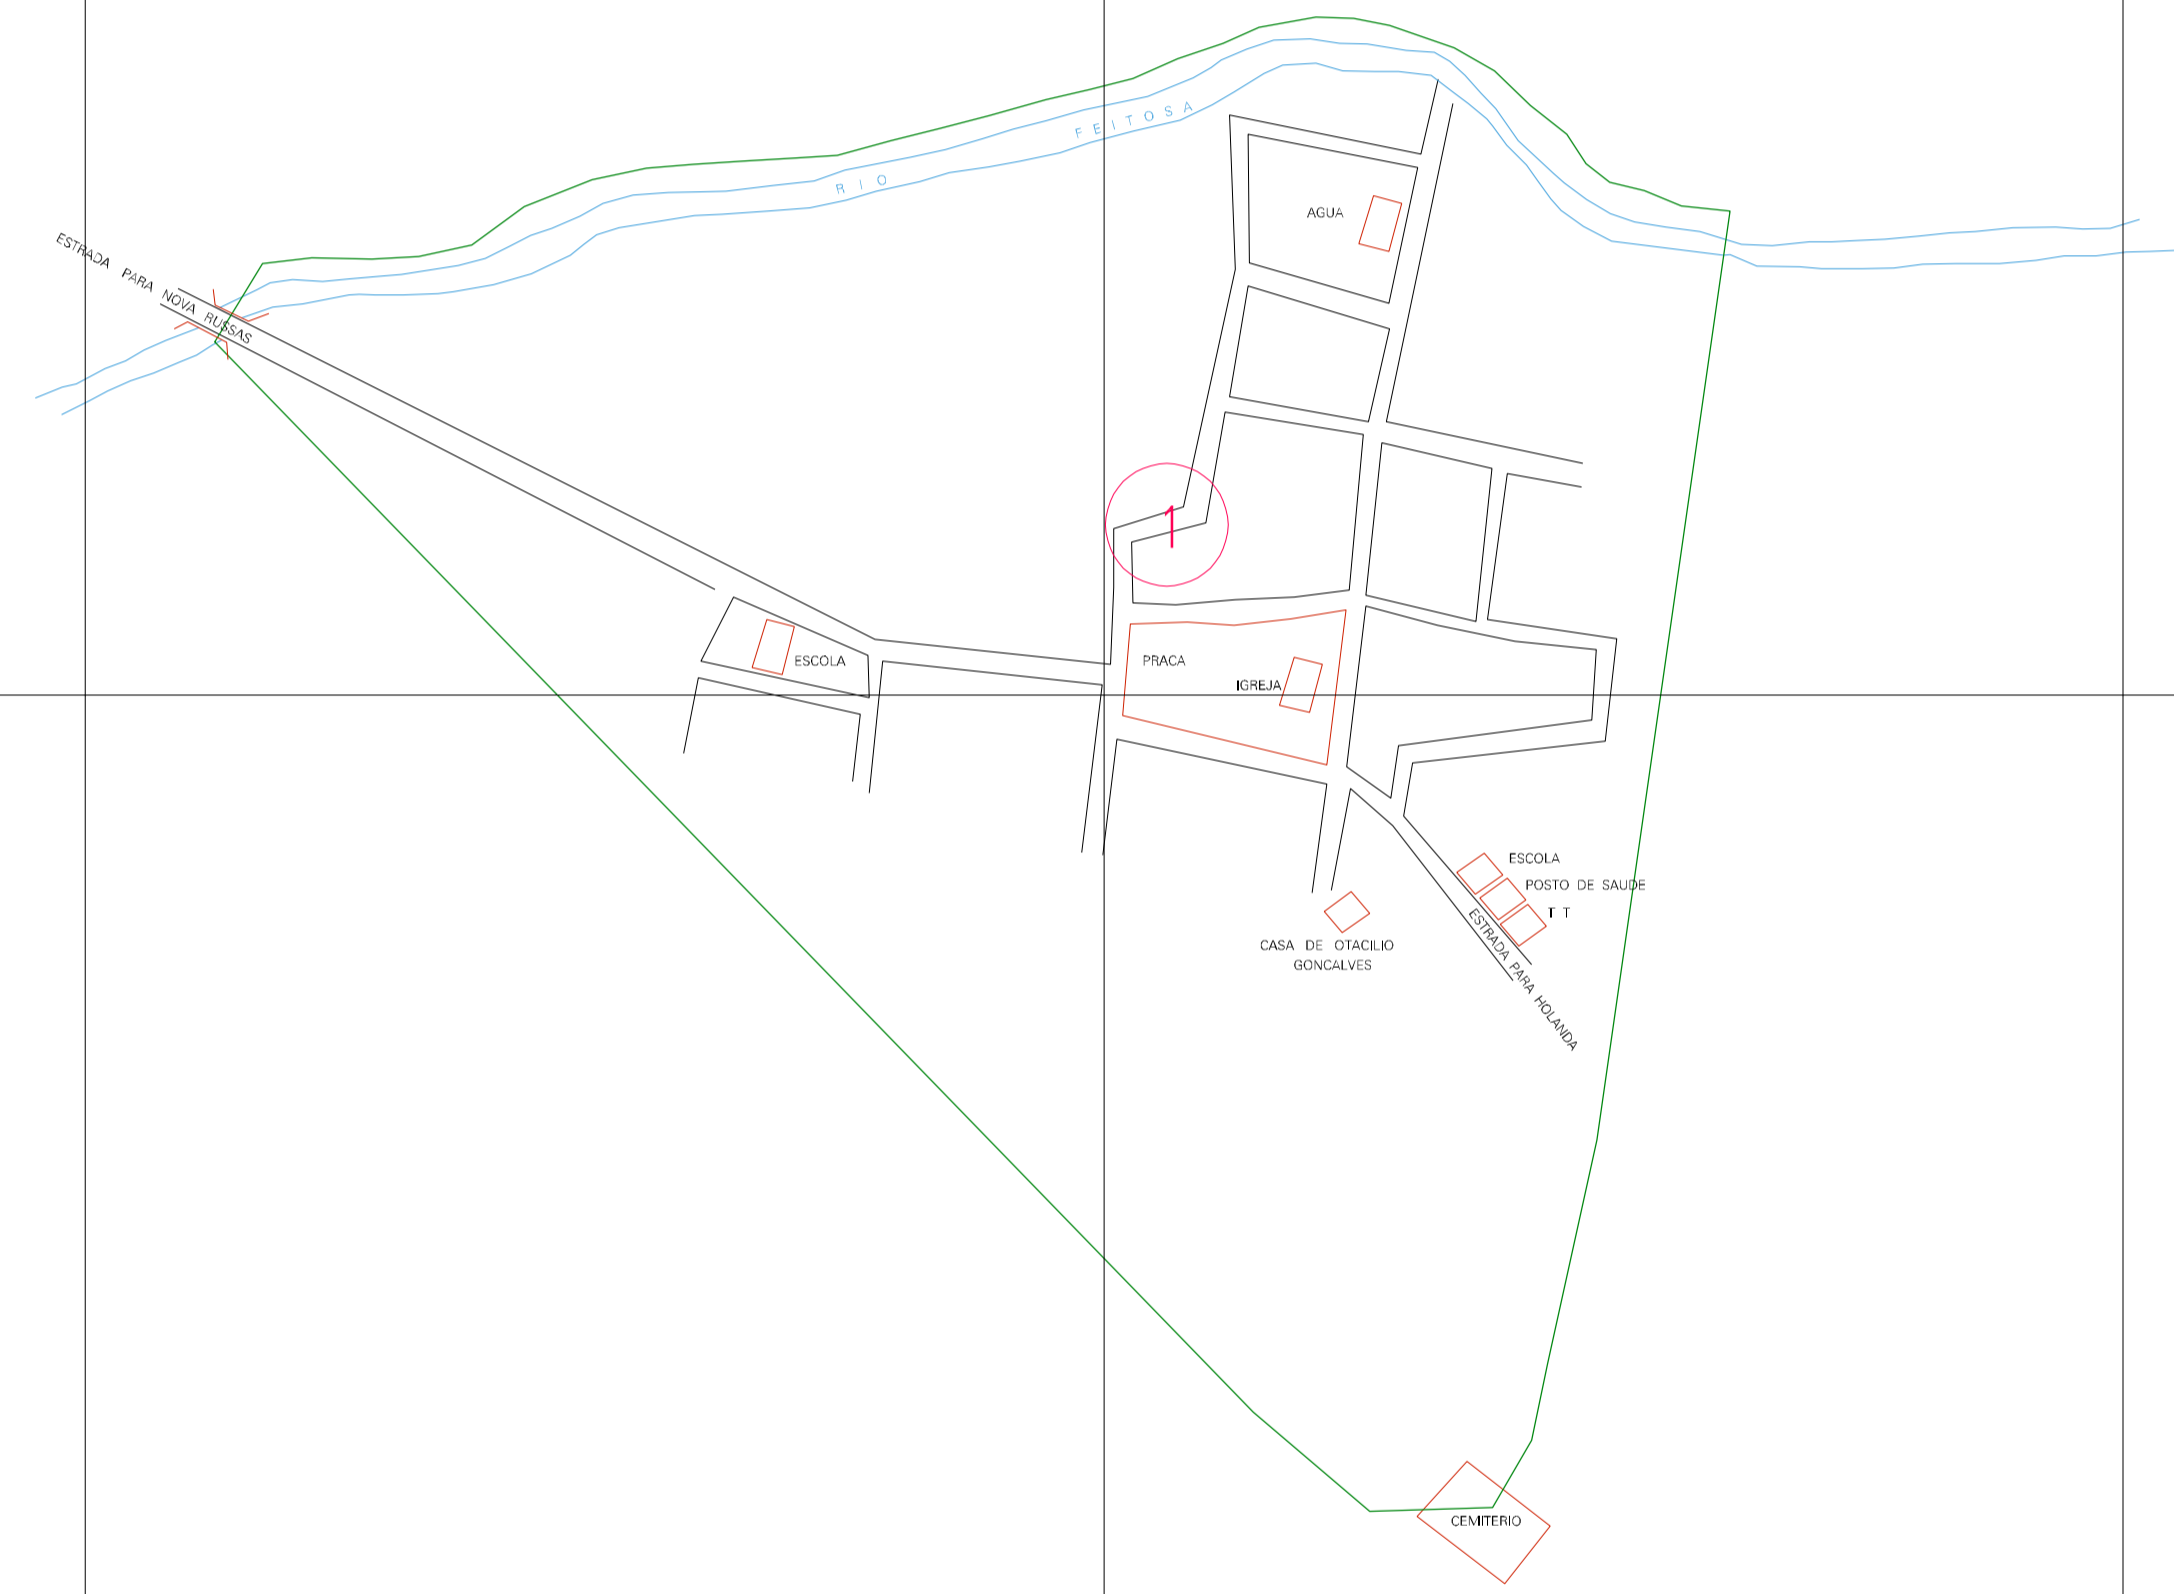 RIO FEITOSA
AGUA
ESTRADA PARA NOVA RUSSAS
1
ESCOLA
PRACA
IGREJA
ESCOLA
POSTO DE SAUDE
T T
ESTRADA PARA HOLANDA
CASA DE OTACILIO
GONCALVES
CEMITERIO